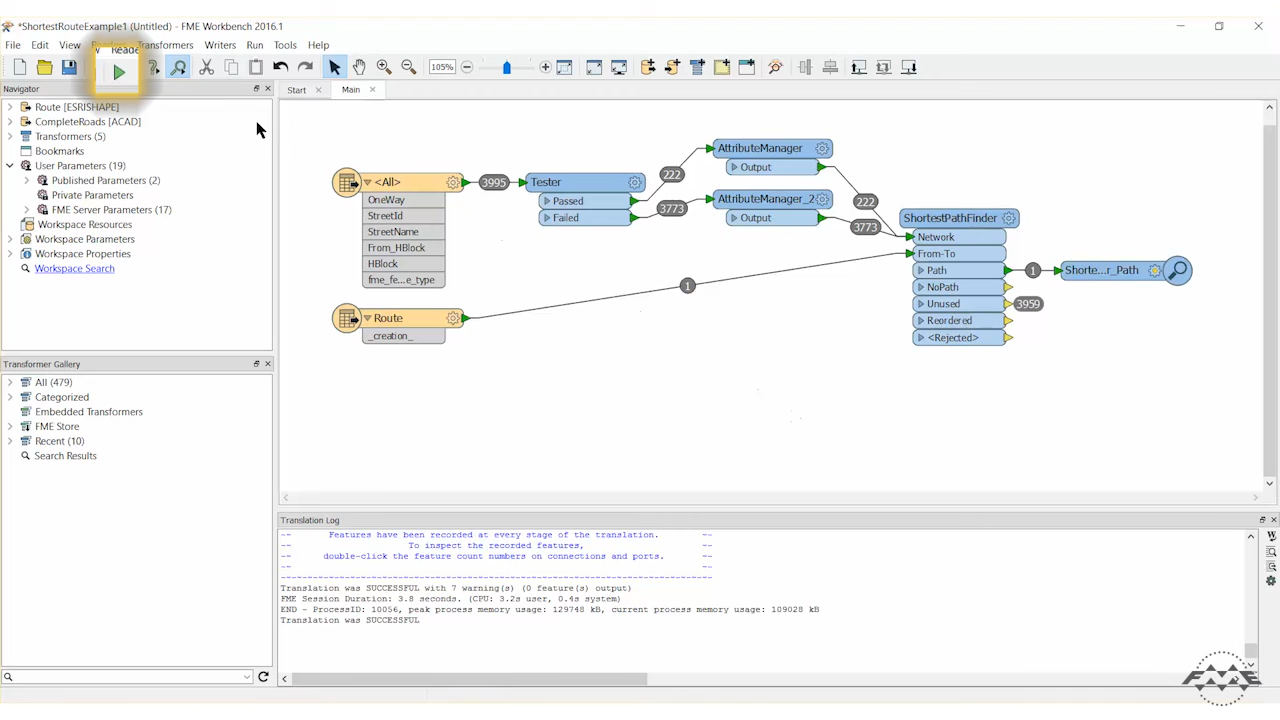 *ShortestRouteExample1 (Untitled) - FME Workbench 2016.1
File Edit View Transformers Writers Run Tools Help
Reade
105%
Navigator
Start
Main
Route [ESRISHAPE]
CompleteRoads [ACAD]
Transformers (5)
Bookmarks
User Parameters (19)
Published Parameters (2)
Private Parameters
FME Server Parameters (17)
Workspace Resources
Workspace Parameters
Workspace Properties
Workspace Search
<All>
OneWay
StreetId
StreetName
From_HBlock
HBlock
fme_fe...e_type
3995
Tester
Passed
Failed
222
3773
AttributeManager
Output
AttributeManager_2
Output
222
3773
Route
_creation_
1
ShortestPathFinder
Network
From-To
Path
NoPath
Unused
Reordered
<Rejected>
1
3959
Shorte...r_Path
Transformer Gallery
All (479)
Categorized
Embedded Transformers
FME Store
Recent (10)
Search Results
Translation Log
~~ Features have been recorded at every stage of the translation. ~~
~~ To inspect the recorded features, ~~
~~ double-click the feature count numbers on connections and ports. ~~
~~ ~~
Translation was SUCCESSFUL with 7 warning(s) (0 feature(s) output)
FME Session Duration: 3.8 seconds. (CPU: 3.2s user, 0.4s system)
END - ProcessID: 10056, peak process memory usage: 129748 kB, current process memory usage: 109028 kB
Translation was SUCCESSFUL
FME